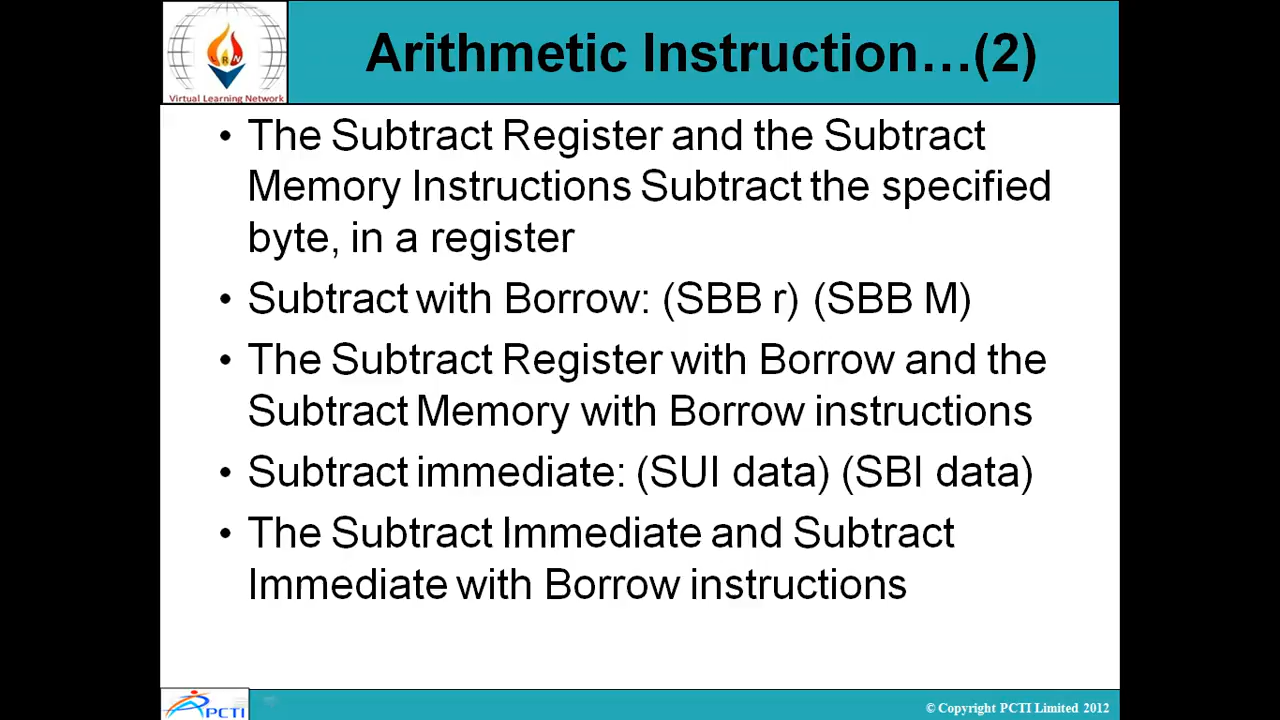 Arithmetic Instruction…(2)
LRN
Virtual Learning Network
• The Subtract Register and the Subtract
Memory Instructions Subtract the specified
byte, in a register
• Subtract with Borrow: (SBB r) (SBB M)
• The Subtract Register with Borrow and the
Subtract Memory with Borrow instructions
• Subtract immediate: (SUI data) (SBI data)
• The Subtract Immediate and Subtract
Immediate with Borrow instructions
PCTI
© Copyright PCTI Limited 2012